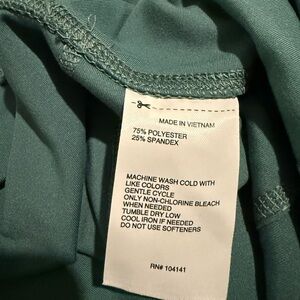 MADE IN VIETNAM
75% POLYESTER
25% SPANDEX
MACHINE WASH COLD WITH
LIKE COLORS
GENTLE CYCLE
ONLY NON-CHLORINE BLEACH
WHEN NEEDED
TUMBLE DRY LOW
COOL IRON IF NEEDED
DO NOT USE SOFTENERS
RN# 104141